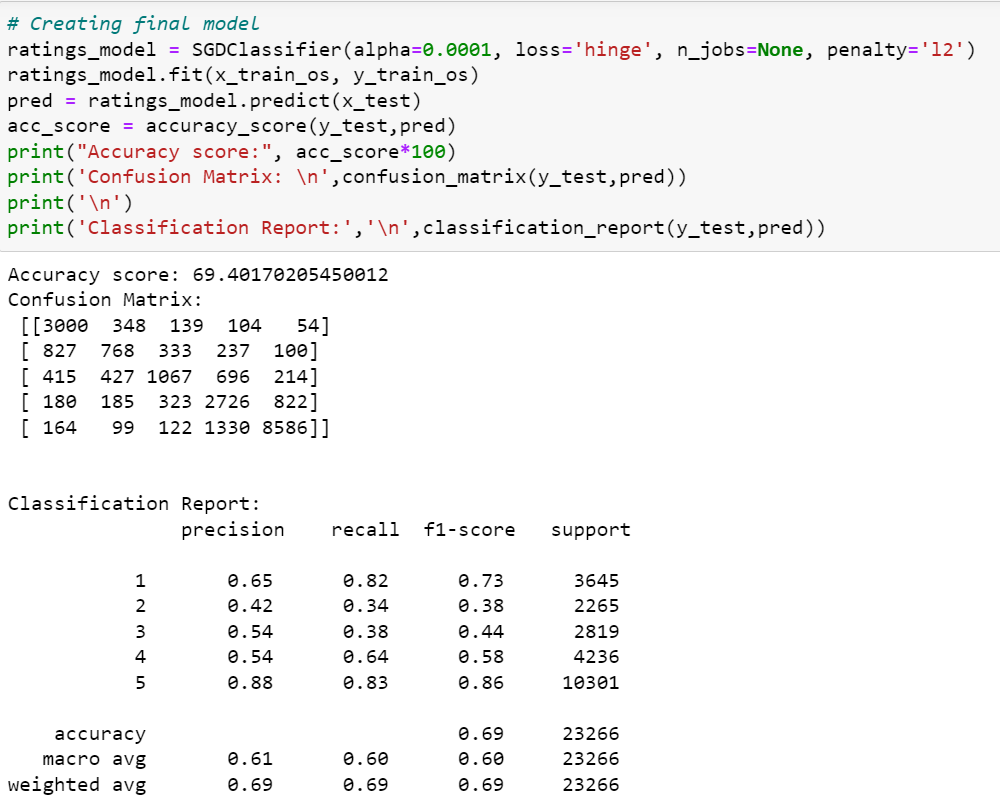 # Creating final model
ratings_model = SGDClassifier(alpha=0.0001, loss='hinge', n_jobs=None, penalty='l2')
ratings_model.fit(x_train_os, y_train_os)
pred = ratings_model.predict(x_test)
acc_score = accuracy_score(y_test,pred)
print("Accuracy score:", acc_score*100)
print('Confusion Matrix: \n',confusion_matrix(y_test,pred))
print('\n')
print('Classification Report:','\n',classification_report(y_test,pred))
Accuracy score: 69.40170205450012
Confusion Matrix:
[[3000 348 139 104 54]
[ 827 768 333 237 100]
[ 415 427 1067 696 214]
[ 180 185 323 2726 822]
[ 164 99 122 1330 8586]]
Classification Report:
precision recall f1-score support
1 0.65 0.82 0.73 3645
2 0.42 0.34 0.38 2265
3 0.54 0.38 0.44 2819
4 0.54 0.64 0.58 4236
5 0.88 0.83 0.86 10301
accuracy 0.69 23266
macro avg 0.61 0.60 0.60 23266
weighted avg 0.69 0.69 0.69 23266